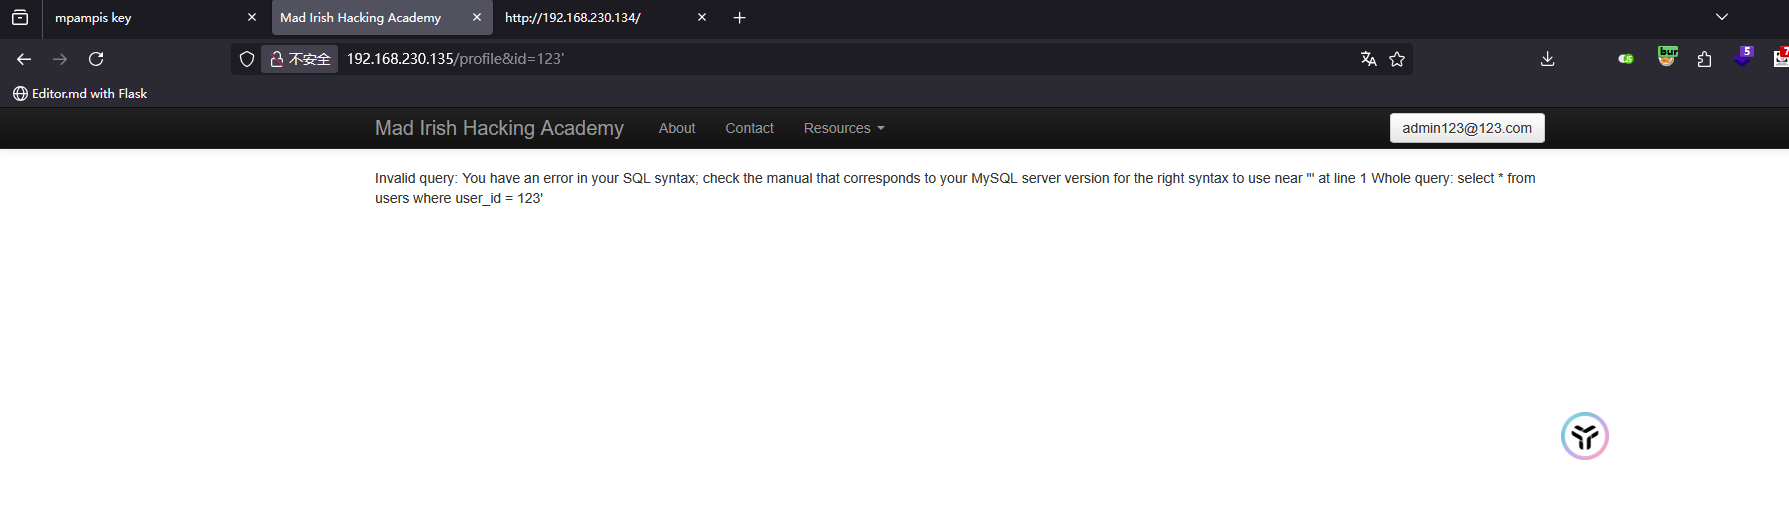 mpampis key
Mad Irish Hacking Academy
http://192.168.230.134/
不安全
192.168.230.135/profile&id=123'
bur
5
7
Editor.md with Flask
Mad Irish Hacking Academy
About
Contact
Resources
admin123@123.com
Invalid query: You have an error in your SQL syntax; check the manual that corresponds to your MySQL server version for the right syntax to use near ''' at line 1 Whole query: select * from
users where user_id = 123'